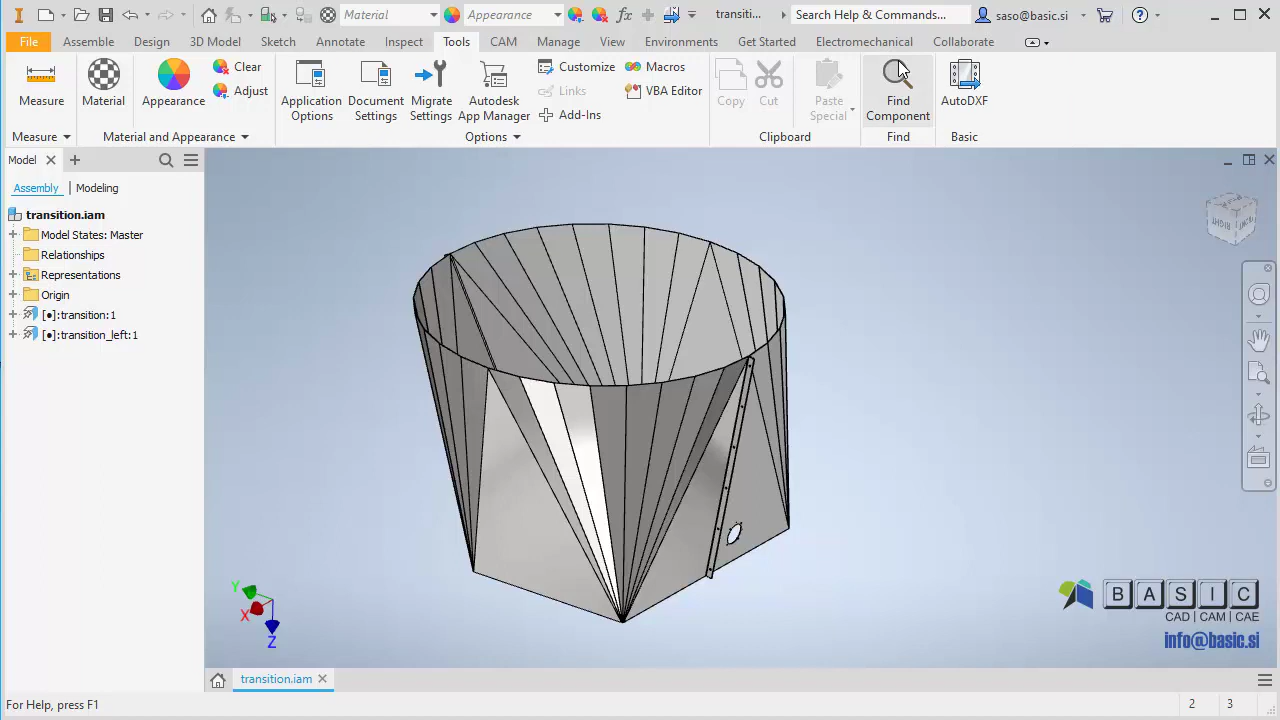 Material
Appearance
transiti...
Search Help & Commands...
saso@basic.si
File
Assemble
Design
3D Model
Sketch
Annotate
Inspect
Tools
CAM
Manage
View
Environments
Get Started
Electromechanical
Collaborate
Measure
Material
Appearance
Clear
Adjust
Application Options
Document Settings
Migrate Settings
Autodesk App Manager
Customize
Links
Add-Ins
Macros
VBA Editor
Copy
Cut
Paste Special
Find Component
AutoDXF
Measure
Material and Appearance
Options
Clipboard
Find
Basic
Model
Assembly
Modeling
transition.iam
Model States: Master
Relationships
Representations
Origin
[●]:transition:1
[●]:transition_left:1
RIGHT
Y
X
Z
BASIC
CAD | CAM | CAE
info@basic.si
transition.iam
For Help, press F1
2
3